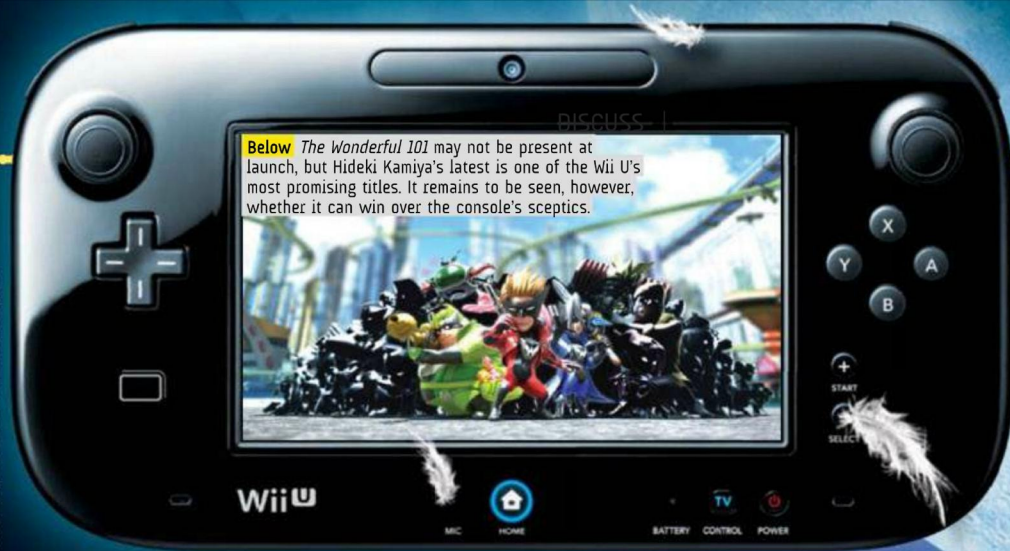 DISCUSS
Below The Wonderful 101 may not be present at
launch, but Hideki Kamiya's latest is one of the Wii U's
most promising titles. It remains to be seen, however,
whether it can win over the console's sceptics.
X
Y A
B
+
START
SELECT
Wii U
TV
MIC HOME BATTERY CONTROL POWER